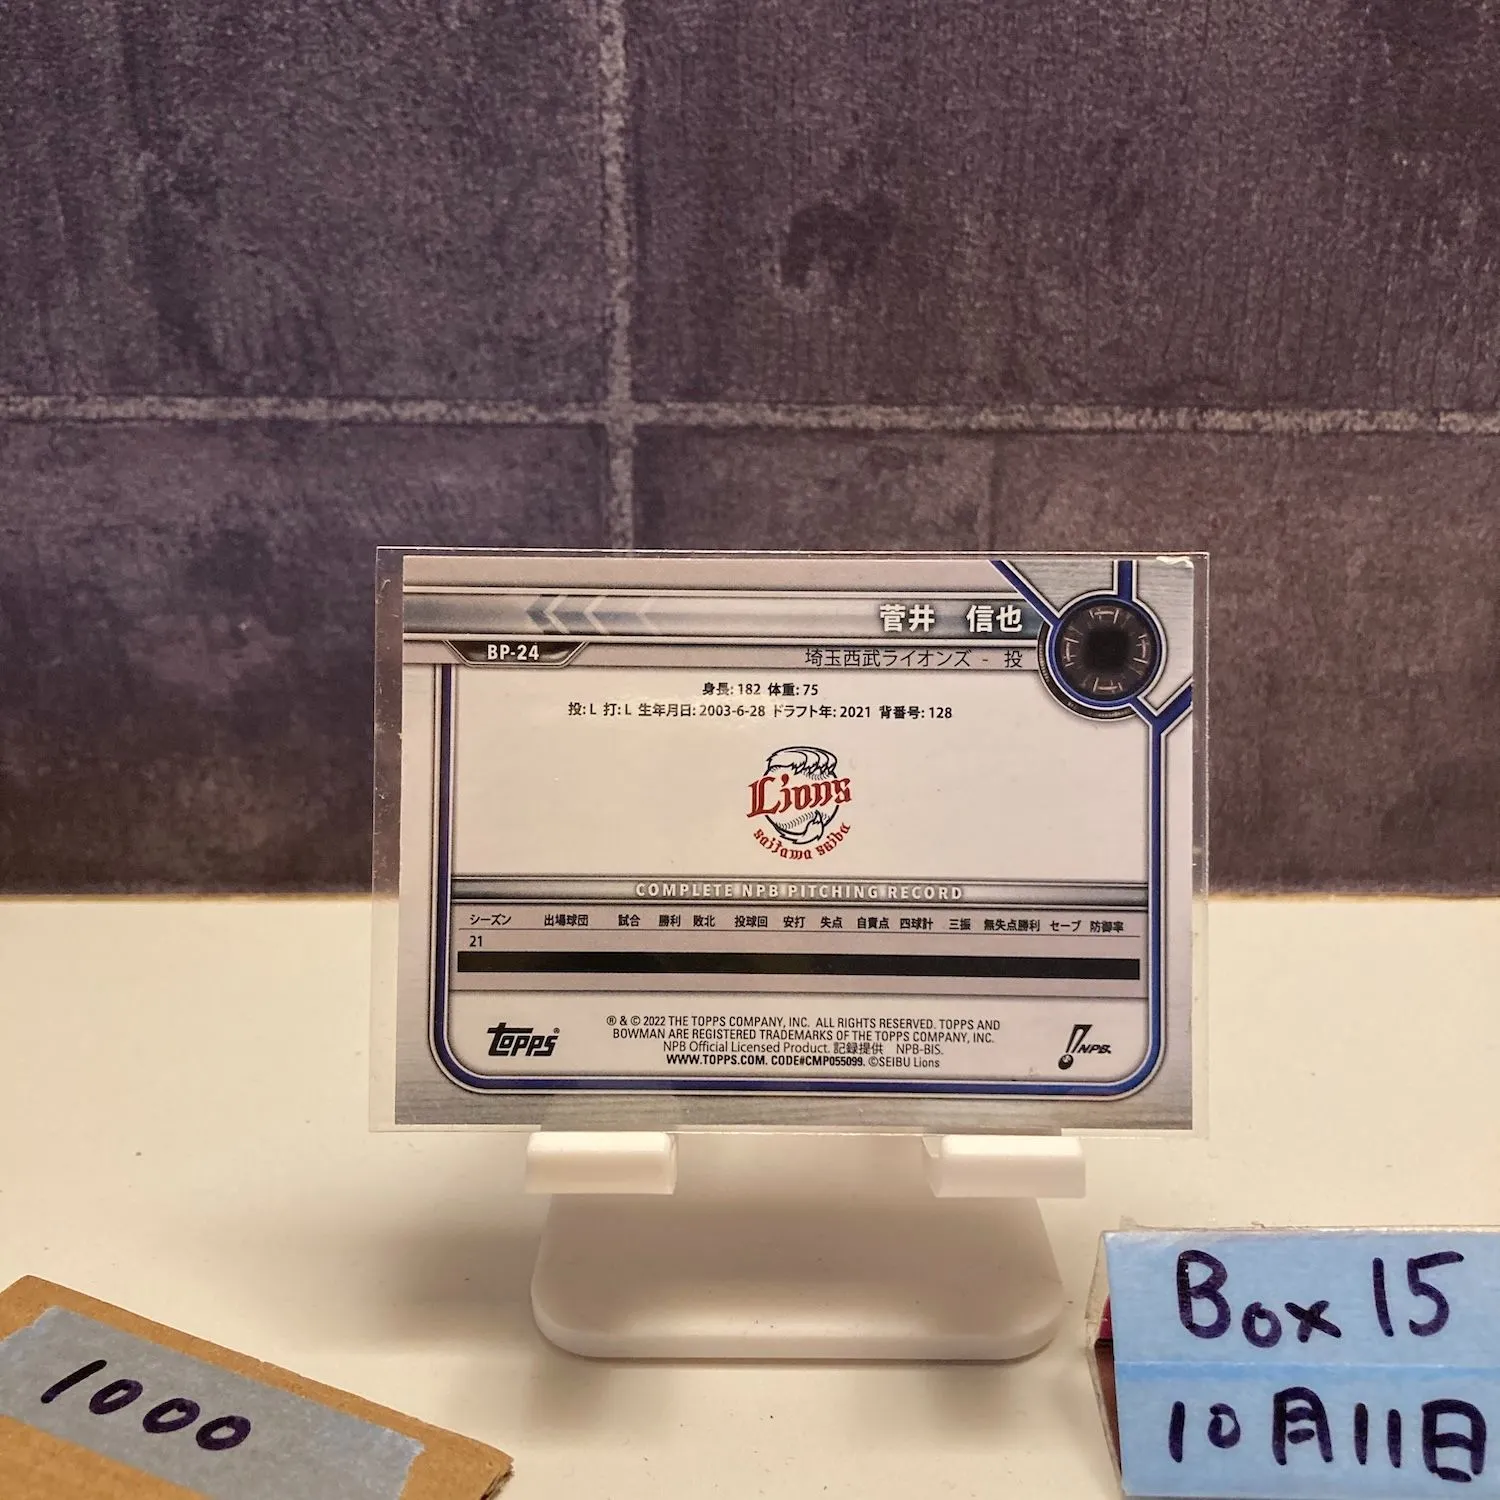 菅井 信也
BP-24
埼玉西武ライオンズ - 投
身長: 182 体重: 75
投: L 打: L 生年月日: 2003-6-28 ドラフト年: 2021 背番号: 128
Lions
Saitama Seibu
COMPLETE NPB PITCHING RECORD
シーズン 出場球団 試合 勝利 敗北 投球回 安打 失点 自責点 四球計 三振 無失点勝利 セーブ 防御率
21
topps®
® & © 2022 THE TOPPS COMPANY, INC. ALL RIGHTS RESERVED. TOPPS AND
BOWMAN ARE REGISTERED TRADEMARKS OF THE TOPPS COMPANY, INC.
NPB Official Licensed Product. 記録提供 NPB-BIS.
WWW.TOPPS.COM. CODE#CMP055099. ©SEIBU Lions
NPB
1000
Box 15
10月11日